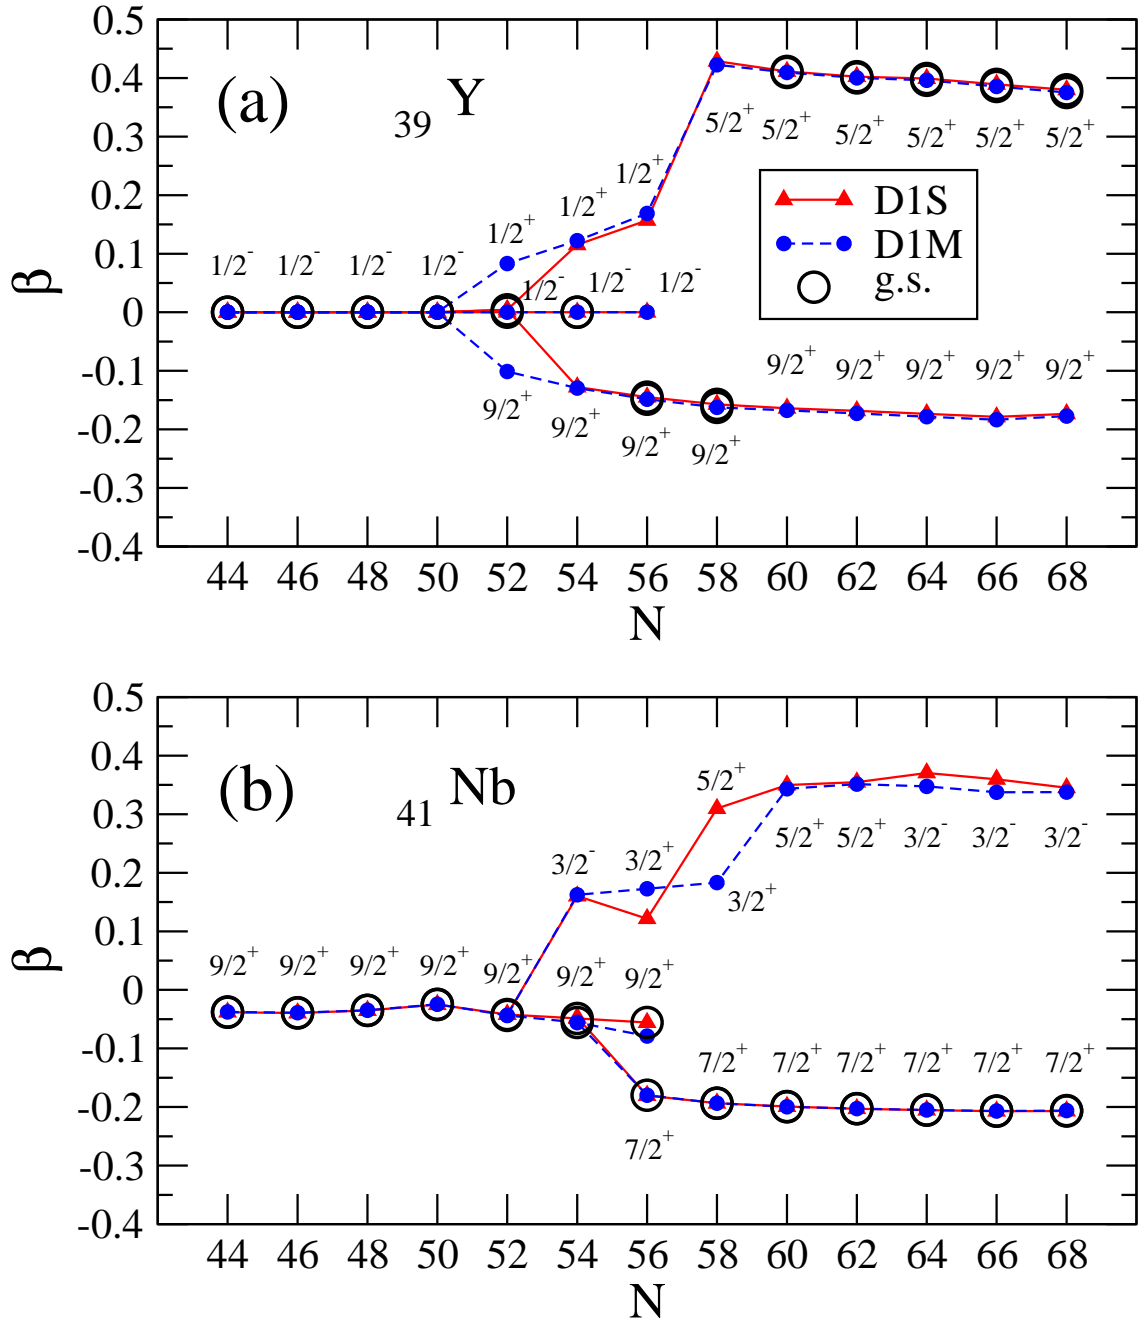 0.5
0.4
0.3
0.2
0.1
0
-0.1
-0.2
-0.3
-0.4
β
(a)
39 Y
5/2+ 5/2+ 5/2+ 5/2+ 5/2+ 5/2+
1/2+ 1/2+ 1/2+
D1S
D1M
g.s.
1/2- 1/2- 1/2- 1/2- 1/2- 1/2- 1/2-
9/2+ 9/2+ 9/2+ 9/2+ 9/2+
9/2+ 9/2+ 9/2+ 9/2+
44 46 48 50 52 54 56 58 60 62 64 66 68
N
0.5
0.4
0.3
0.2
0.1
0
-0.1
-0.2
-0.3
-0.4
β
(b)
41 Nb
5/2+
5/2+ 5/2+ 3/2- 3/2- 3/2-
3/2- 3/2+
3/2+
9/2+ 9/2+ 9/2+ 9/2+ 9/2+ 9/2+ 9/2+
7/2+ 7/2+ 7/2+ 7/2+ 7/2+ 7/2+
7/2+
44 46 48 50 52 54 56 58 60 62 64 66 68
N